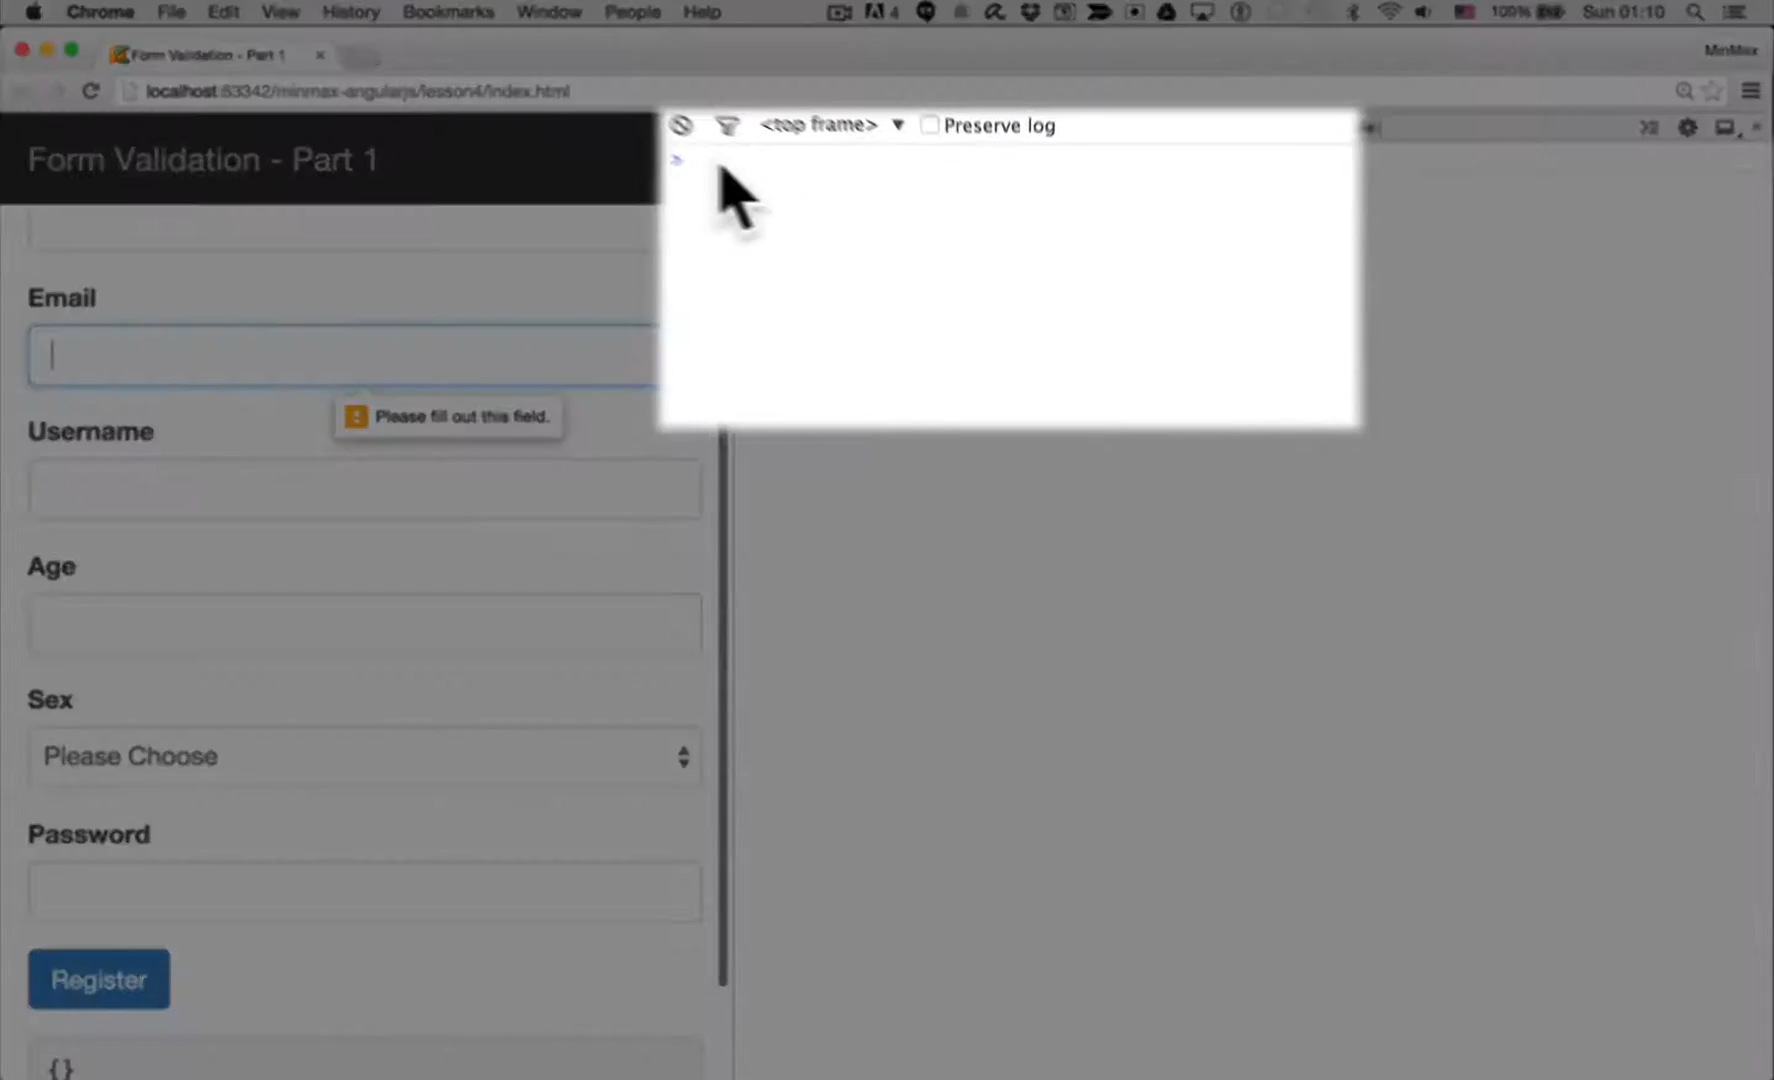 Chrome File Edit View History Bookmarks Window People Help 4 100% Sun 01:10
Form Validation - Part 1
MinMax
localhost:63342/minmax-angularjs/lesson4/index.html
<top frame> ▼ Preserve log
Form Validation - Part 1
>
Email
Please fill out this field.
Username
Age
Sex
Please Choose
Password
Register
{}